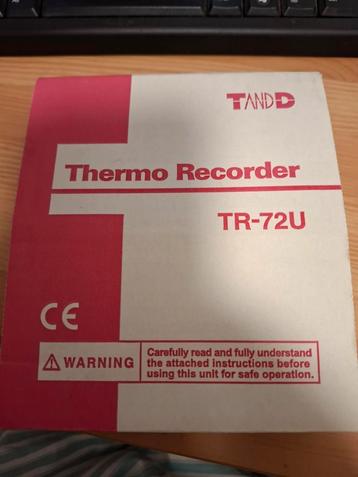 TANDD
Thermo Recorder
TR-72U
CE
WARNING
Carefully read and fully understand
the attached instructions before
using this unit for safe operation.